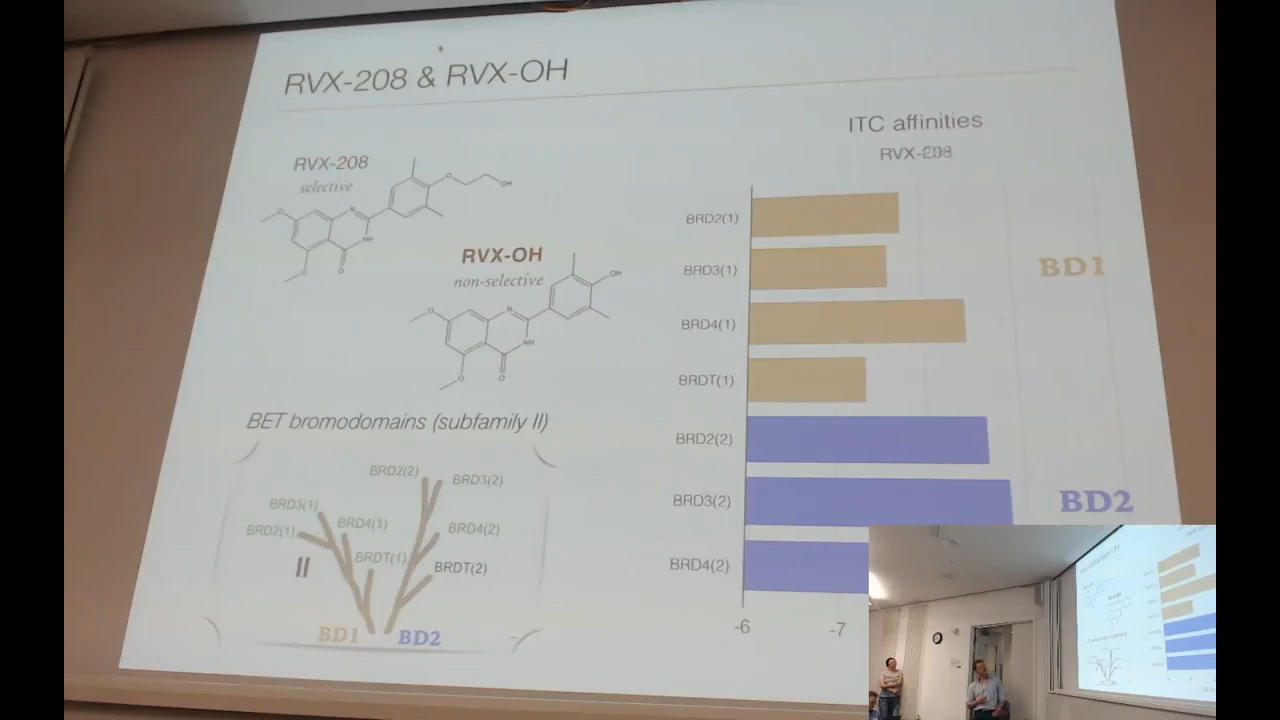 RVX-208 & RVX-OH
ITC affinities
RVX-208
RVX-208
selective
OH
O
N
NH
O
O
O
RVX-OH
non-selective
OH
O
N
NH
O
O
BRD2(1)
BRD3(1)
BRD4(1)
BRDT(1)
BRD2(2)
BRD3(2)
BRD4(2)
BD1
BD2
-6
-7
BET bromodomains (subfamily II)
BRD2(2)
BRD3(2)
BRD3(1)
BRD4(1)
BRD2(1)
BRD4(2)
BRDT(1)
BRDT(2)
II
BD1
BD2